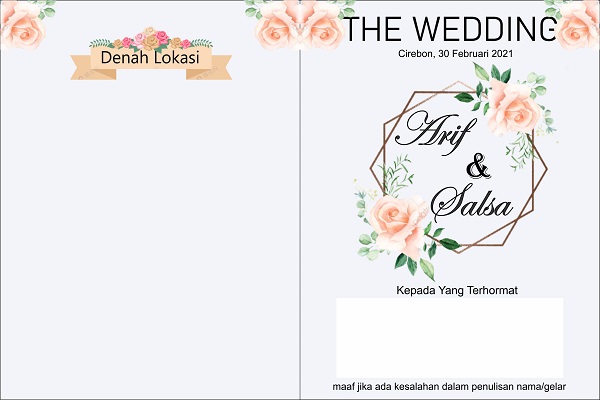 Denah Lokasi
THE WEDDING
Cirebon, 30 Februari 2021
Arif
&
Salsa
Kepada Yang Terhormat
maaf jika ada kesalahan dalam penulisan nama/gelar